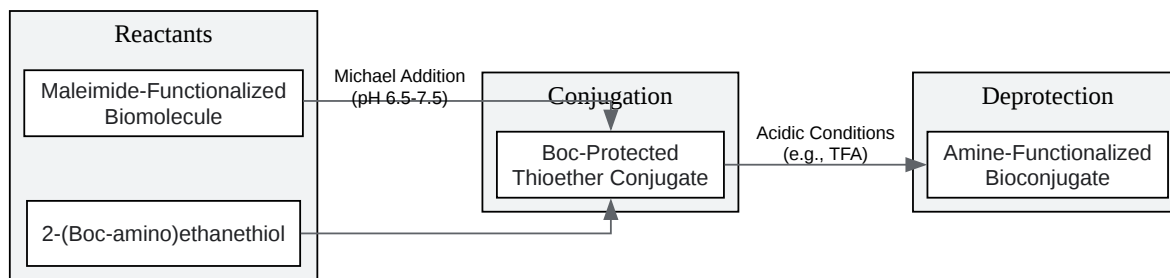 Reactants
Maleimide-Functionalized
Biomolecule
2-(Boc-amino)ethanethiol
Michael Addition
(pH 6.5-7.5)
Conjugation
Boc-Protected
Thioether Conjugate
Acidic Conditions
(e.g., TFA)
Deprotection
Amine-Functionalized
Bioconjugate